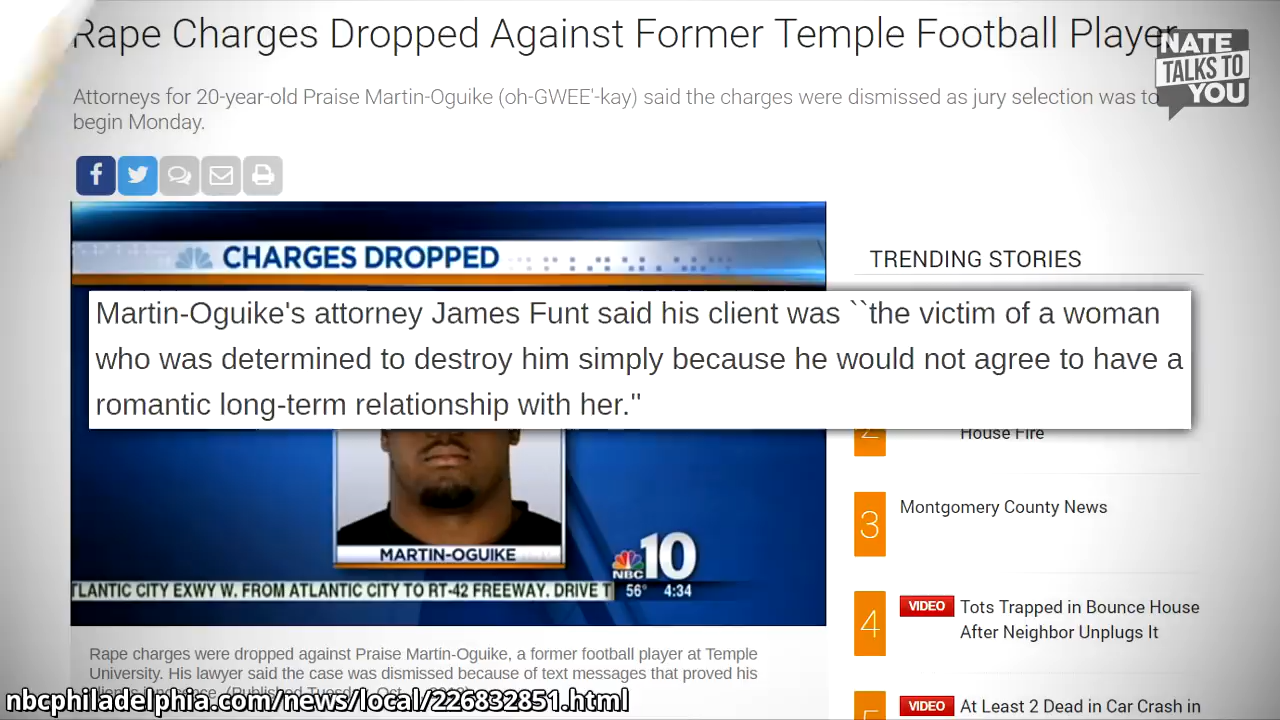 Rape Charges Dropped Against Former Temple Football Player
NATE
TALKS TO
YOU
Attorneys for 20-year-old Praise Martin-Oguike (oh-GWEE'-kay) said the charges were dismissed as jury selection was to
begin Monday.
CHARGES DROPPED
TRENDING STORIES
Martin-Oguike's attorney James Funt said his client was ``the victim of a woman
who was determined to destroy him simply because he would not agree to have a
romantic long-term relationship with her."
2
House Fire
3
Montgomery County News
MARTIN-OGUIKE
NBC 10
TLANTIC CITY EXWY W. FROM ATLANTIC CITY TO RT-42 FREEWAY. DRIVE T
56° 4:34
4
VIDEO Tots Trapped in Bounce House
After Neighbor Unplugs It
Rape charges were dropped against Praise Martin-Oguike, a former football player at Temple
University. His lawyer said the case was dismissed because of text messages that proved his
(Published
nbcphiladelphia.com/news/local/226832851.html
5
VIDEO At Least 2 Dead in Car Crash in